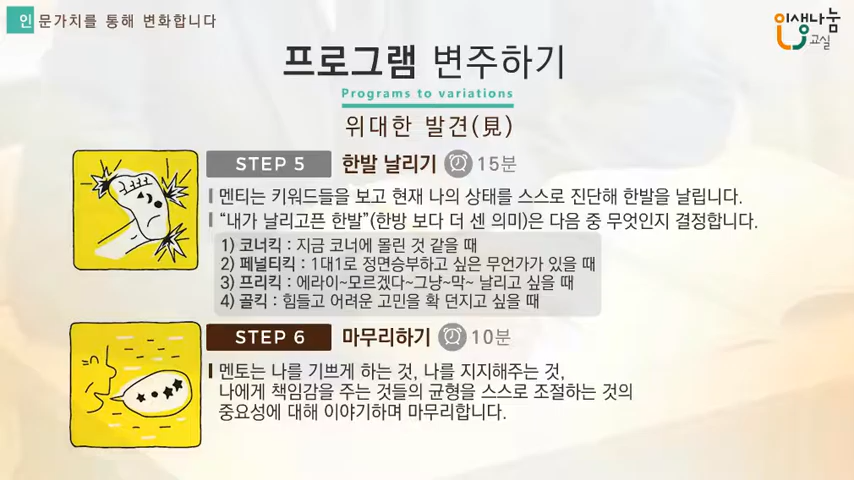 인문가치를 통해 변화합니다
인생나눔
교실
프로그램 변주하기
Programs to variations
위대한 발견(見)
STEP 5 한발 날리기 15분
멘티는 키워드들을 보고 현재 나의 상태를 스스로 진단해 한발을 날립니다.
“내가 날리고픈 한발”(한방 보다 더 센 의미)은 다음 중 무엇인지 결정합니다.
1) 코너킥 : 지금 코너에 몰린 것 같을 때
2) 페널티킥 : 1대1로 정면승부하고 싶은 무언가가 있을 때
3) 프리킥 : 에라이~모르겠다~그냥~막~ 날리고 싶을 때
4) 골킥 : 힘들고 어려운 고민을 확 던지고 싶을 때
STEP 6 마무리하기 10분
멘토는 나를 기쁘게 하는 것, 나를 지지해주는 것,
나에게 책임감을 주는 것들의 균형을 스스로 조절하는 것의
중요성에 대해 이야기하며 마무리합니다.